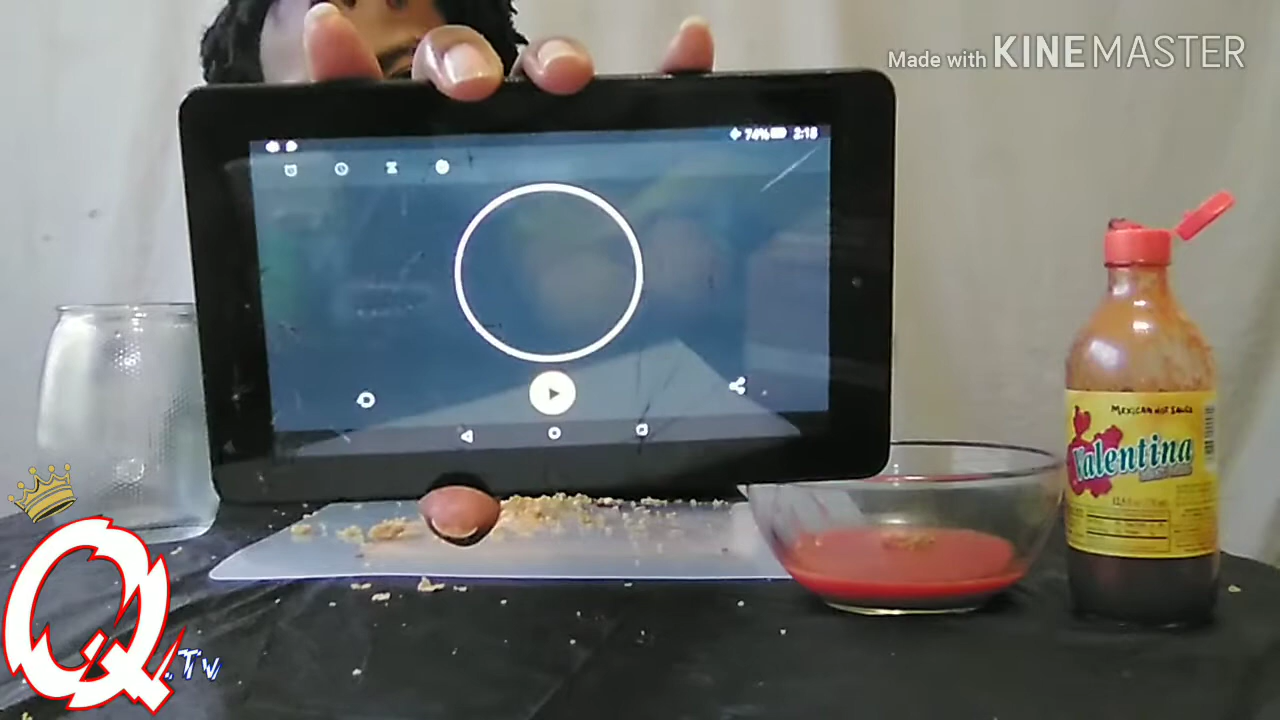 Made with KINEMASTER
74% 2:18
MEXICAN HOT SAUCE
Valentina
Q.Tv